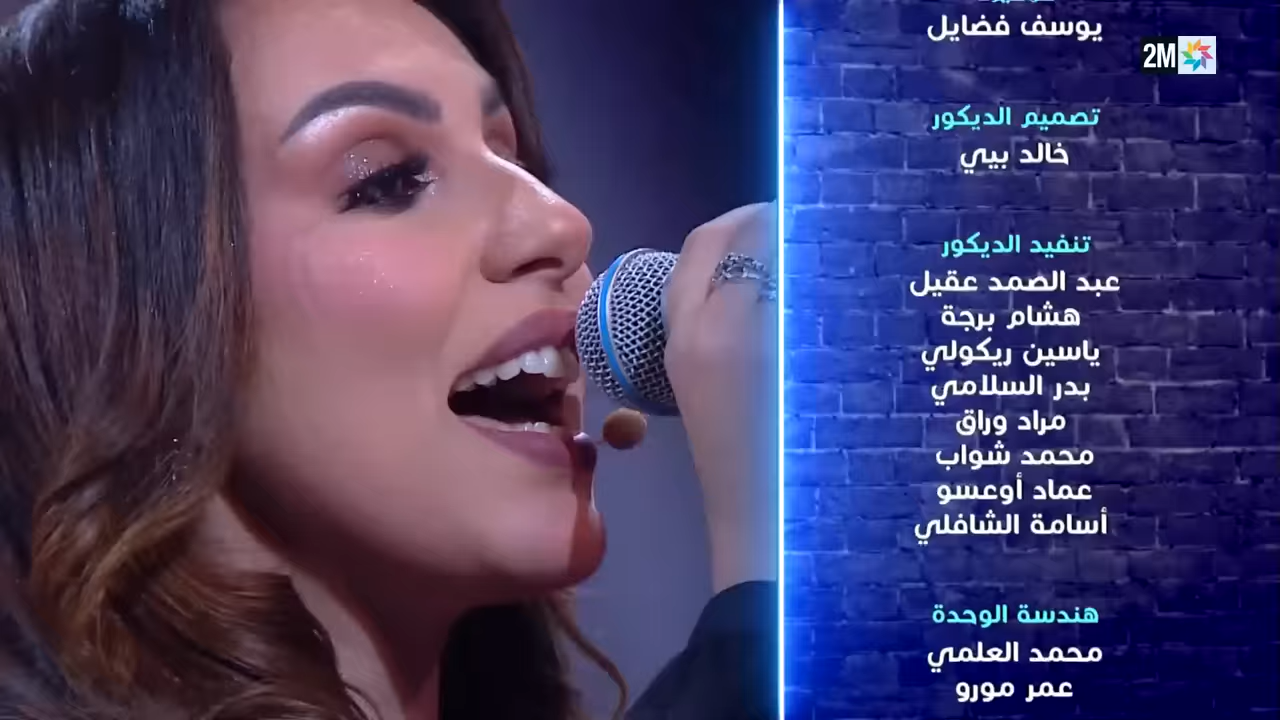 يوسف فضايل
2M
تصميم الديكور
خالد بيي
تنفيد الديكور
عبد الصمد عقيل
هشام برجة
ياسين ريكولي
بدر السلامي
مراد وراق
محمد شواب
عماد أوعسو
أسامة الشافلي
هندسة الوحدة
محمد العلمي
عمر مورو